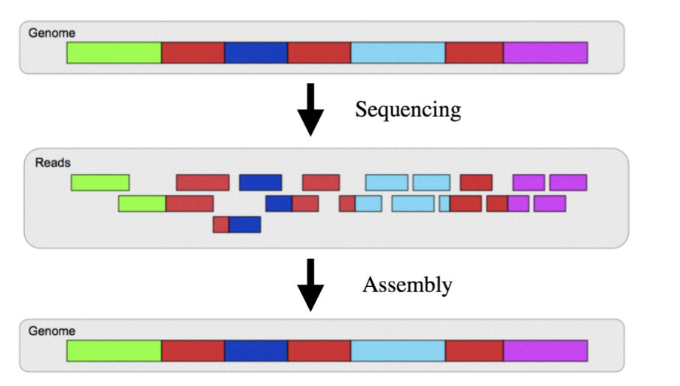 Genome
Sequencing
Reads
Assembly
Genome